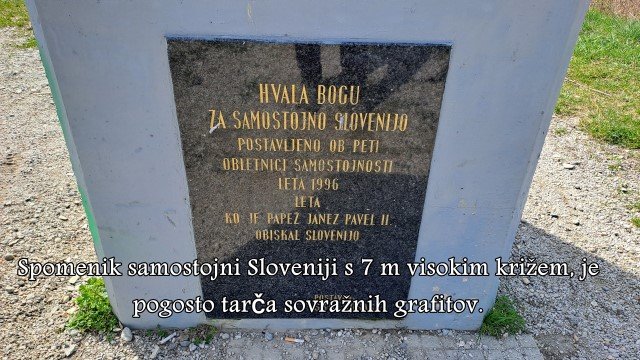 HVALA BOGU
ZA SAMOSTOJNO SLOVENIJO
POSTAVLJENO OB PETI
OBLETNICI SAMOSTOJNOSTI
LETA 1996
LETA
KO JE PAPEŽ JANEZ PAVEL II.
OBISKAL SLOVENIJO
Spomenik samostojni Sloveniji s 7 m visokim križem, je
pogosto tarča sovražnih grafitov.